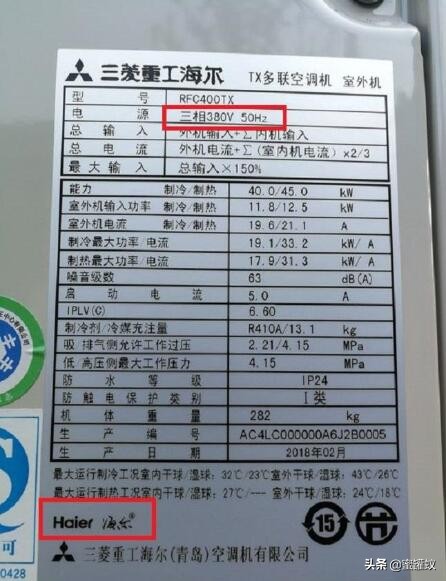 三菱重工海尔 TX多联空调机 室外机
型号 RFC400TX
电源 三相380V 50Hz
总输入 外机输入+Σ内机输入
总电流 外机电流+Σ(室内机电流)x2/3
最大输入 总输入×150%
能力 制冷/制热 40.0/45.0 kW
室外机输入功率 制冷/制热 11.8/12.5 kW
室外机电流 制冷/制热 19.6/21.1 A
制冷最大功率/电流 19.1/33.2 kW/ A
制热最大功率/电流 17.9/31.3 kW/ A
噪音级数 63 dB(A)
启动电流 5.0 A
IPLV(C) 6.60
制冷剂/冷媒充注量 R410A/13.1 kg
吸 排气侧允许工作过压 2.21/4.15 MPa
低/高压侧最大工作压力 4.15 MPa
防水等级 IP24
防触电保护类别 I类
机体重量 282 kg
生产编号 AC4LC000000A6J2B0005
生产日期 2018年02月
最大运行制冷工况室内干球/湿球: 32℃/23℃室外干球/湿球: 43℃/26℃
最大运行制热工况室内干球/湿球: 27℃/--- 室外干球/湿球: 24℃/18℃
Haier 海尔®
15
三菱重工海尔(青岛)空调机有限公司
可
0428